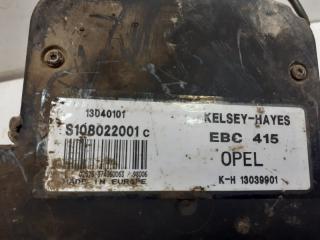 13040101
S108022001 C
MADE IN EUROPE
KELSEY-HAYES
EBC 415
OPEL
K-H 13039901